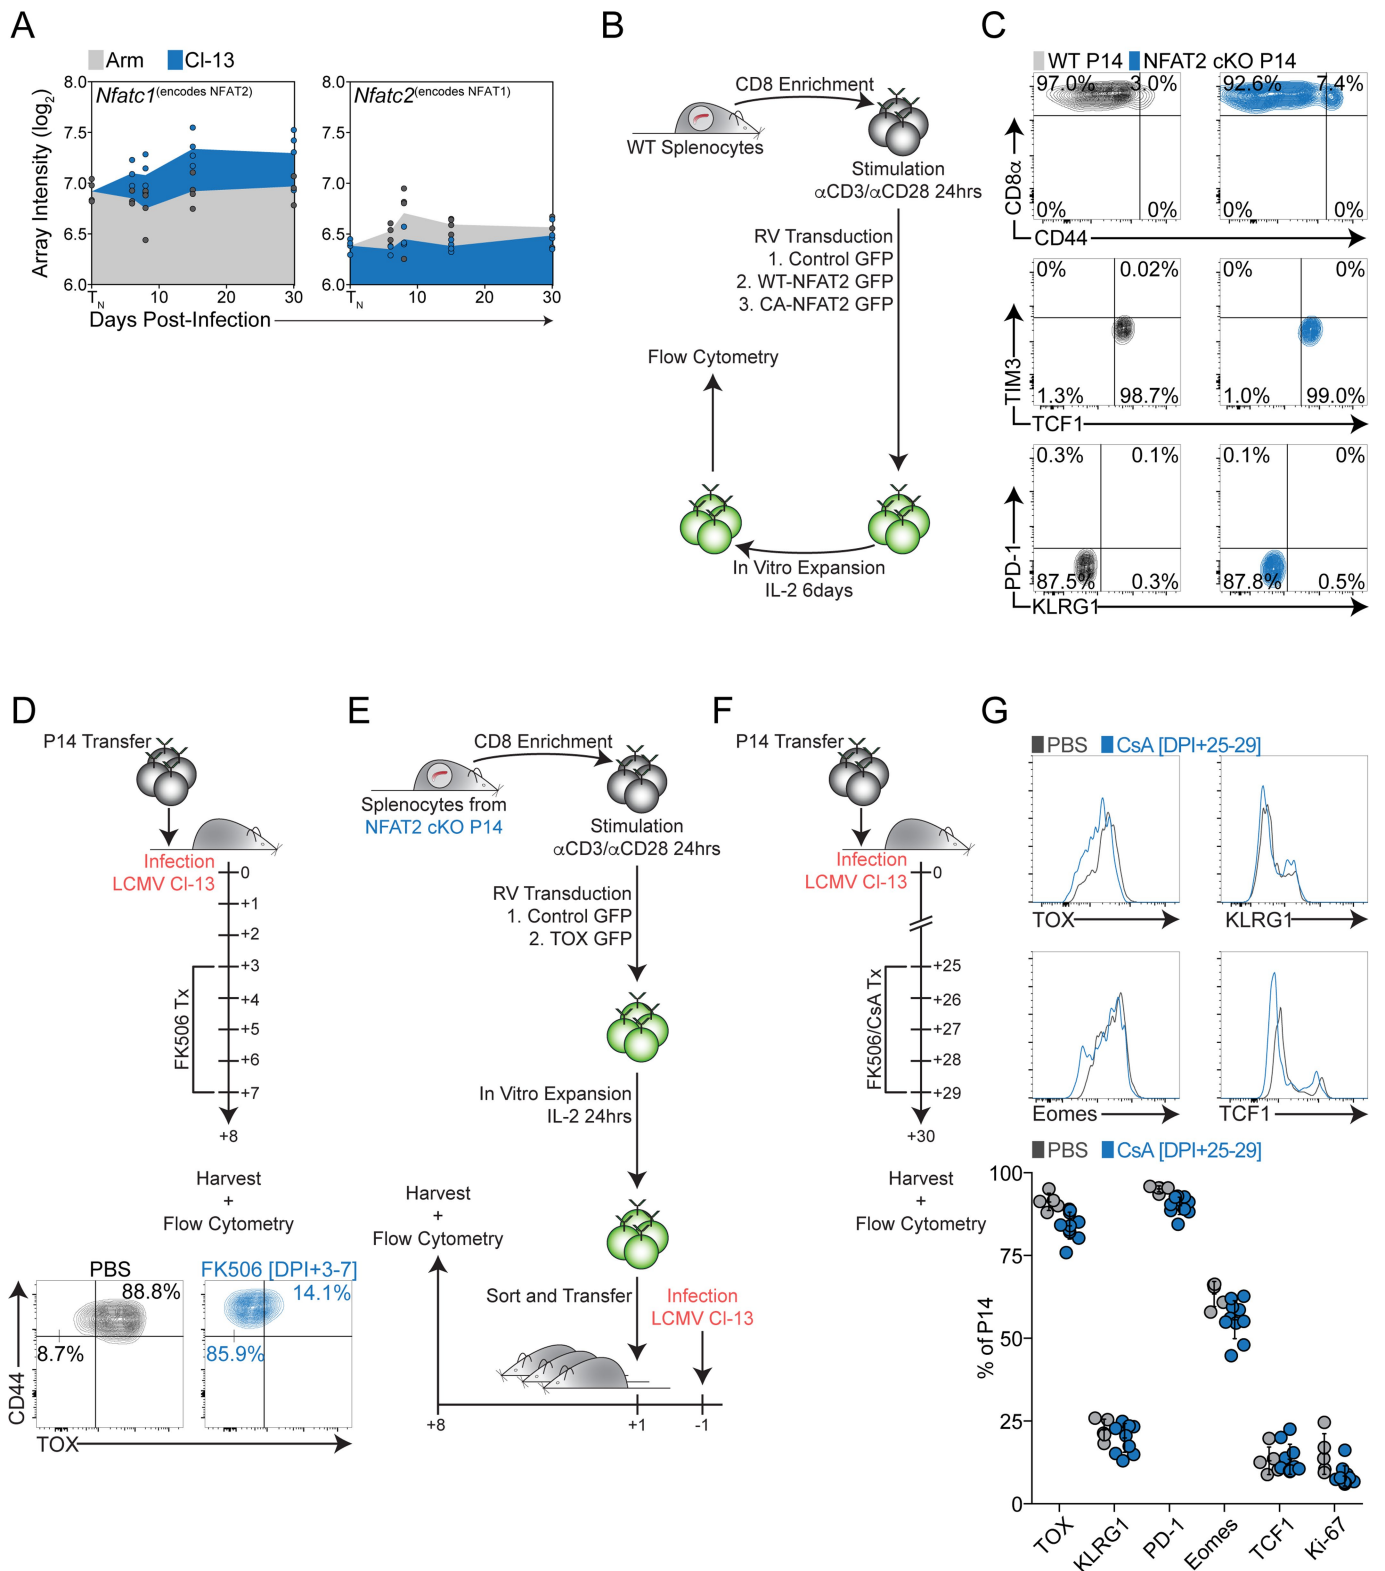 A
Arm Cl-13
Nfatc1(encodes NFAT2)
Nfatc2(encodes NFAT1)
Array Intensity (log2)
8.0
7.5
7.0
6.5
6.0
TN 10 20 30
8.0
7.5
7.0
6.5
6.0
TN 10 20 30
Days Post-Infection
B
CD8 Enrichment
WT Splenocytes
Stimulation
αCD3/αCD28 24hrs
RV Transduction
1. Control GFP
2. WT-NFAT2 GFP
3. CA-NFAT2 GFP
Flow Cytometry
In Vitro Expansion
IL-2 6days
C
WT P14 NFAT2 cKO P14
97.0% 3.0% 92.6% 7.4%
0% 0% 0% 0%
CD8α
CD44
0% 0.02% 0% 0%
1.3% 98.7% 1.0% 99.0%
TIM3
TCF1
0.3% 0.1% 0.1% 0%
87.5% 0.3% 87.8% 0.5%
PD-1
KLRG1
D
P14 Transfer
Infection
LCMV Cl-13
0
+1
+2
+3
+4
+5
+6
+7
+8
FK506 Tx
Harvest
+
Flow Cytometry
PBS FK506 [DPI+3-7]
88.8% 14.1%
8.7% 85.9%
CD44
TOX
E
CD8 Enrichment
Splenocytes from
NFAT2 cKO P14
Stimulation
αCD3/αCD28 24hrs
RV Transduction
1. Control GFP
2. TOX GFP
In Vitro Expansion
IL-2 24hrs
Harvest
+
Flow Cytometry
Sort and Transfer
Infection
LCMV Cl-13
+8 +1 -1
F
P14 Transfer
Infection
LCMV Cl-13
0
+25
+26
+27
+28
+29
+30
FK506/CsA Tx
Harvest
+
Flow Cytometry
G
PBS CsA [DPI+25-29]
TOX KLRG1
Eomes TCF1
PBS CsA [DPI+25-29]
% of P14
100
75
50
25
0
TOX KLRG1 PD-1 Eomes TCF1 Ki-67